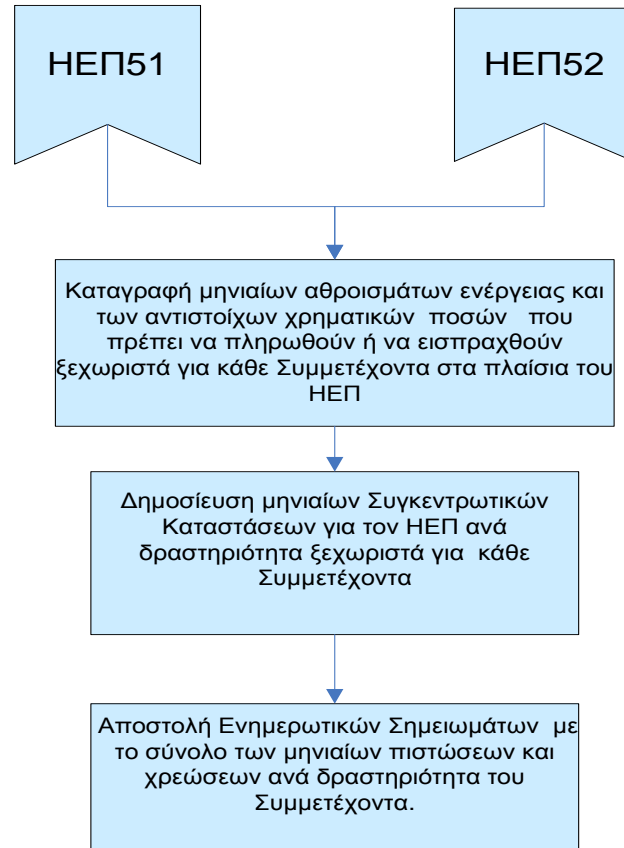 ΗΕΠ51
ΗΕΠ52
Καταγραφή μηνιαίων αθροισμάτων ενέργειας και
των αντιστοίχων χρηματικών ποσών που
πρέπει να πληρωθούν ή να εισπραχθούν
ξεχωριστά για κάθε Συμμετέχοντα στα πλαίσια του
ΗΕΠ
Δημοσίευση μηνιαίων Συγκεντρωτικών
Καταστάσεων για τον ΗΕΠ ανά
δραστηριότητα ξεχωριστά για κάθε
Συμμετέχοντα
Αποστολή Ενημερωτικών Σημειωμάτων με
το σύνολο των μηνιαίων πιστώσεων και
χρεώσεων ανά δραστηριότητα του
Συμμετέχοντα.